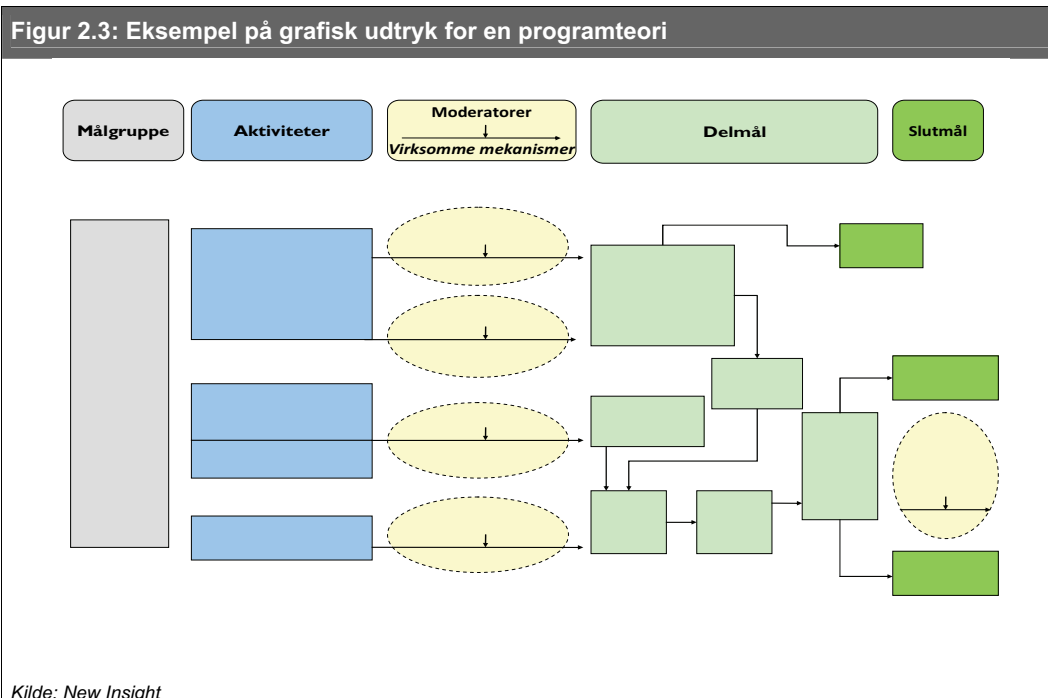 Figur 2.3: Eksempel på grafisk udtryk for en programteori
Målgruppe
Aktiviteter
Moderatorer
Virksomme mekanismer
Delmål
Slutmål
Kilde: New Insight